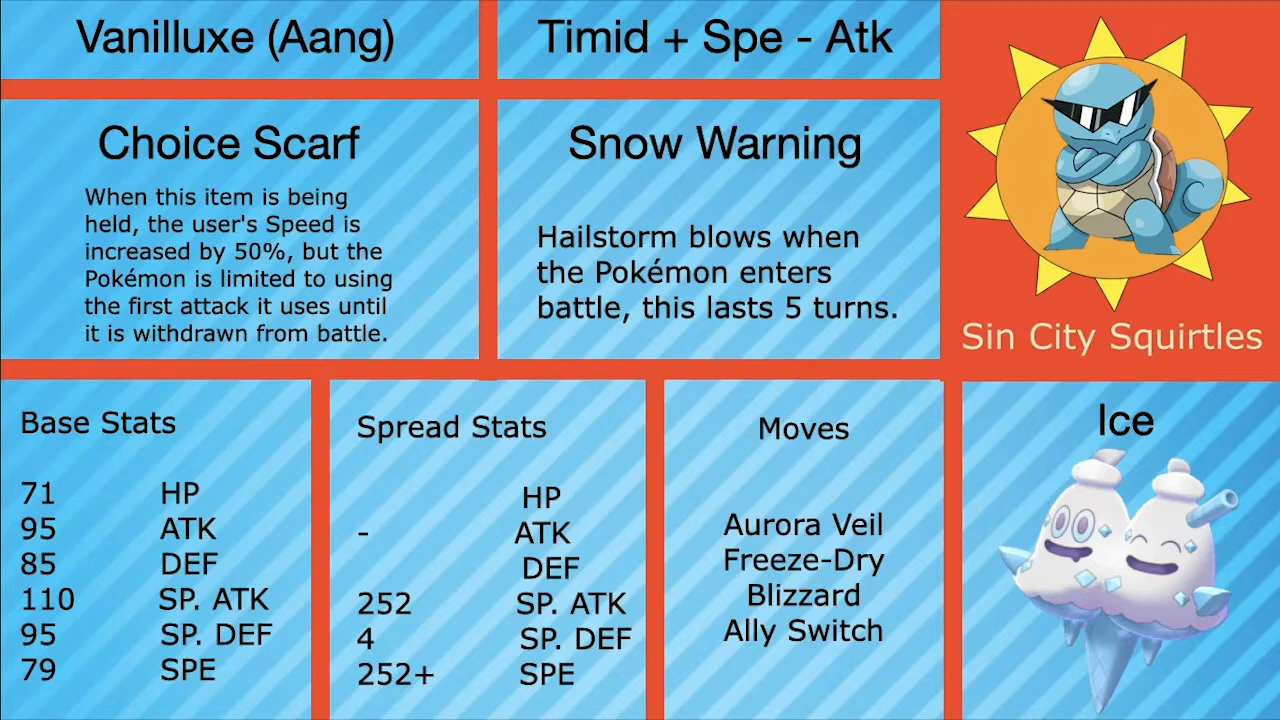 Vanilluxe (Aang)
Timid + Spe - Atk
Choice Scarf
When this item is being
held, the user's Speed is
increased by 50%, but the
Pokémon is limited to using
the first attack it uses until
it is withdrawn from battle.
Snow Warning
Hailstorm blows when
the Pokémon enters
battle, this lasts 5 turns.
Sin City Squirtles
Base Stats
71 HP
95 ATK
85 DEF
110 SP. ATK
95 SP. DEF
79 SPE
Spread Stats
HP
- ATK
DEF
252 SP. ATK
4 SP. DEF
252+ SPE
Moves
Aurora Veil
Freeze-Dry
Blizzard
Ally Switch
Ice